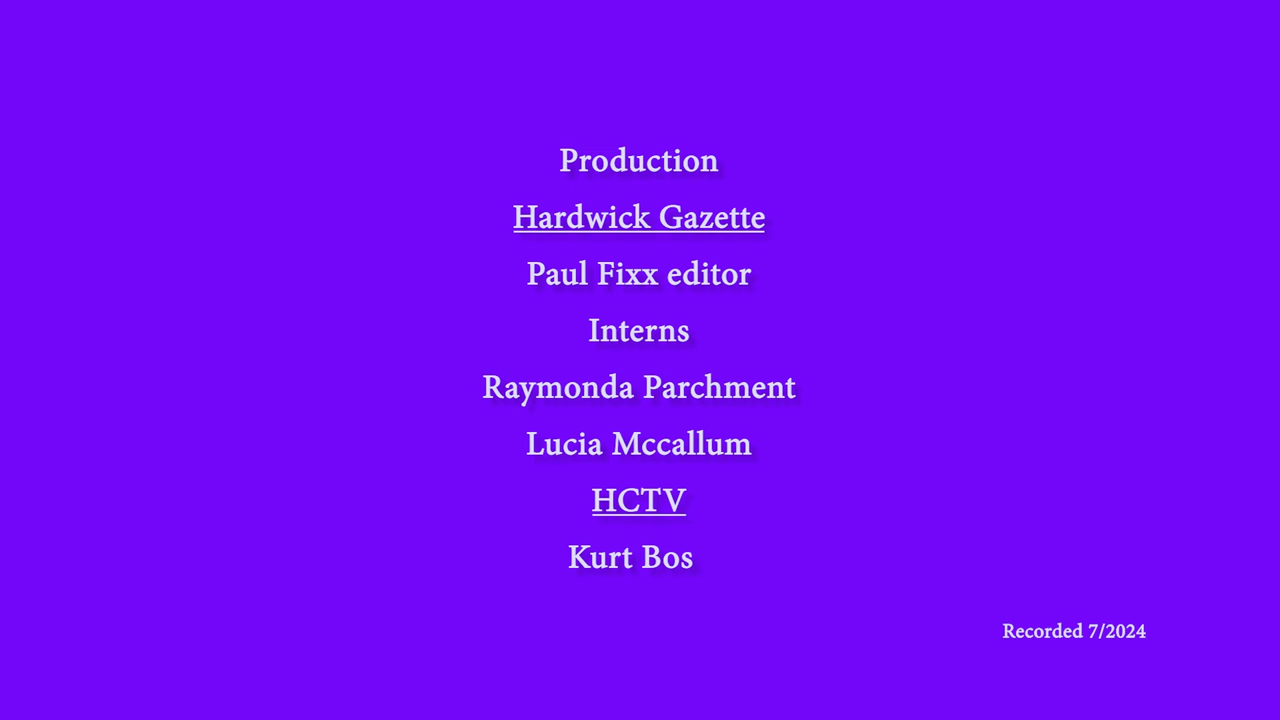 Production
Hardwick Gazette
Paul Fixx editor
Interns
Raymonda Parchment
Lucia Mccallum
HCTV
Kurt Bos
Recorded 7/2024